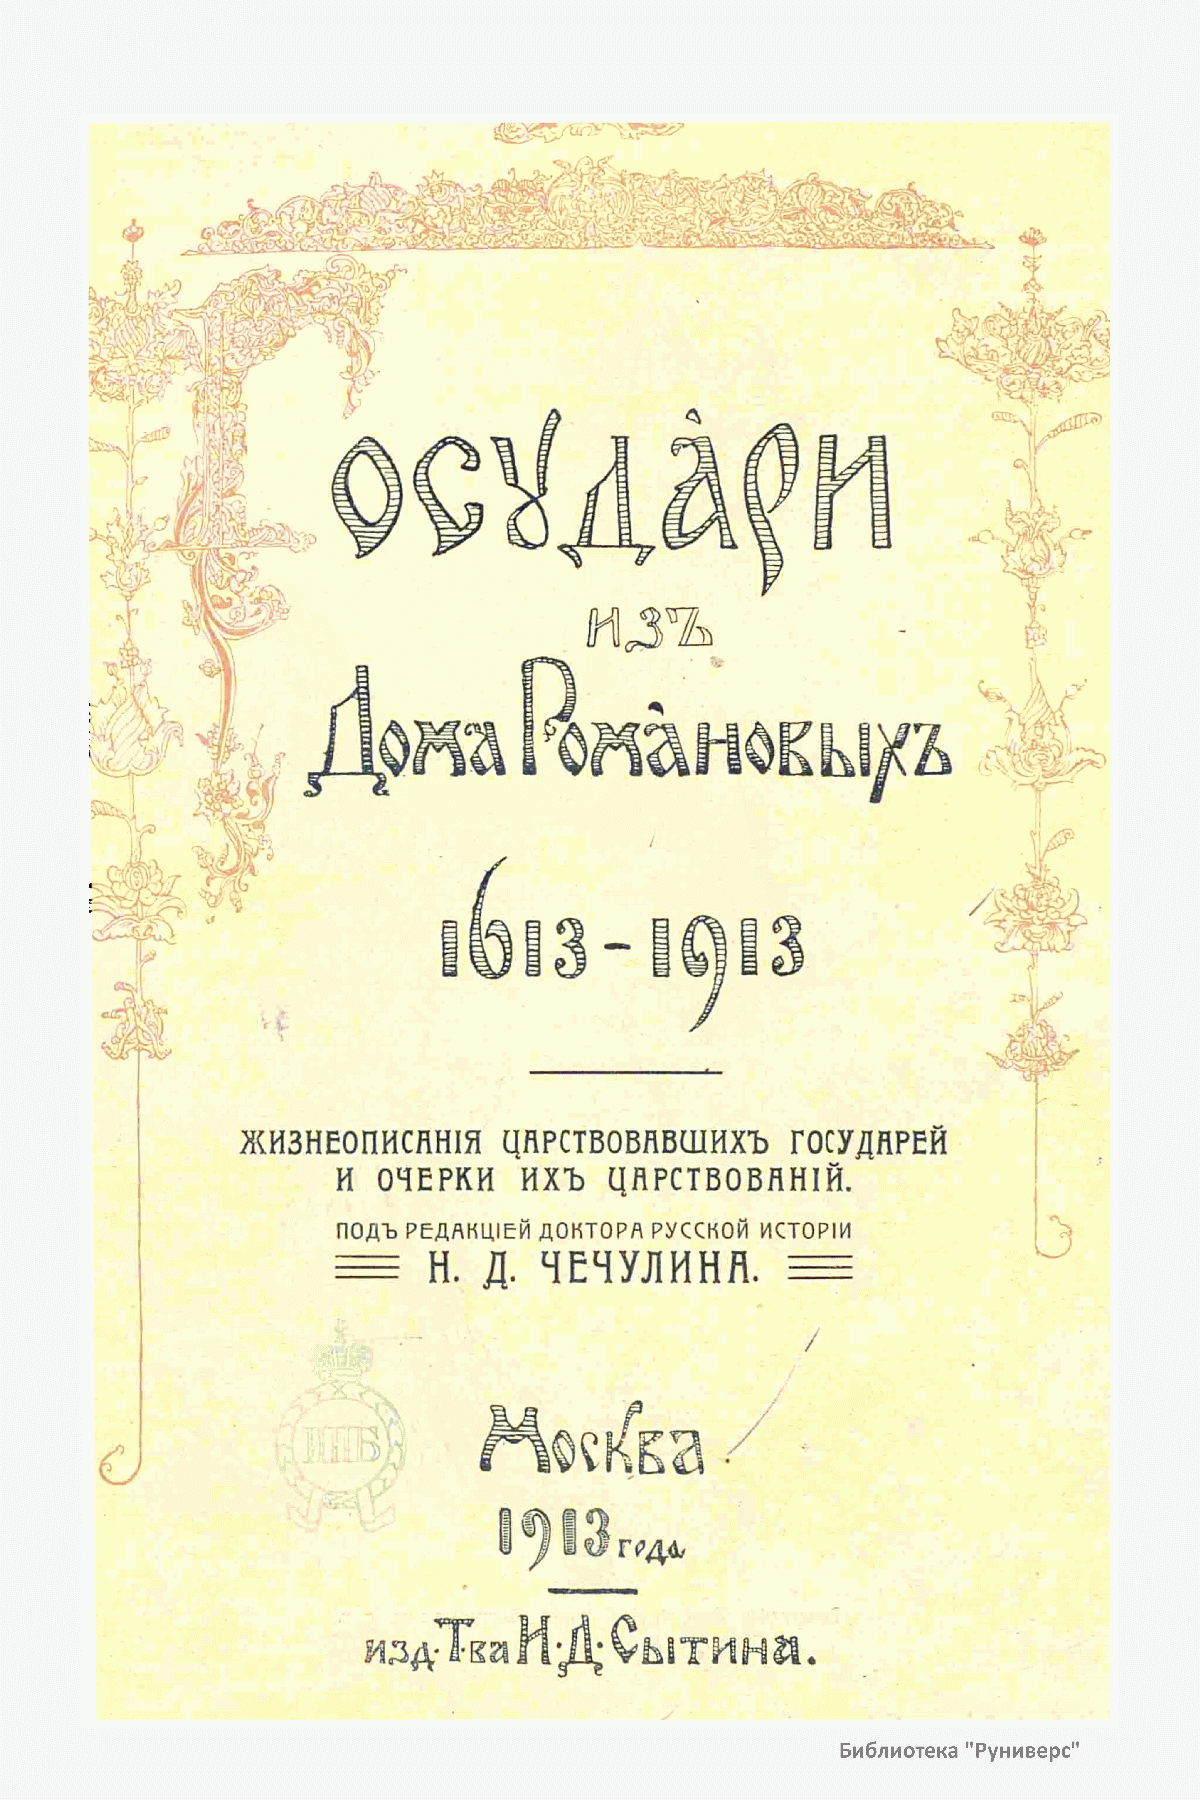 Государи
изъ
Дома Романовыхъ
1613-1913
ЖИЗНЕОПИСАНІЯ ЦАРСТВОВАВШИХЪ ГОСУДАРЕЙ
И ОЧЕРКИ ИХЪ ЦАРСТВОВАНІЙ.
ПОДЪ РЕДАКЦІЕЙ ДОКТОРА РУССКОЙ ИСТОРІИ
Н. Д. ЧЕЧУЛИНА.
ИПБ
Москва
1913 года
изд. Т-ва И.Д. Сытина.
Библиотека "Руниверс"